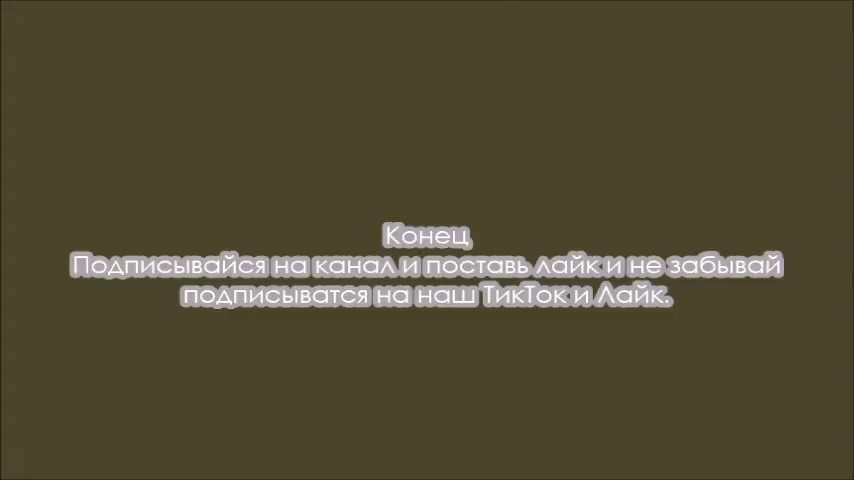 Конец
Подписывайся на канал и поставь лайк и не забывай
подписыватся на наш ТикТок и Лайк.